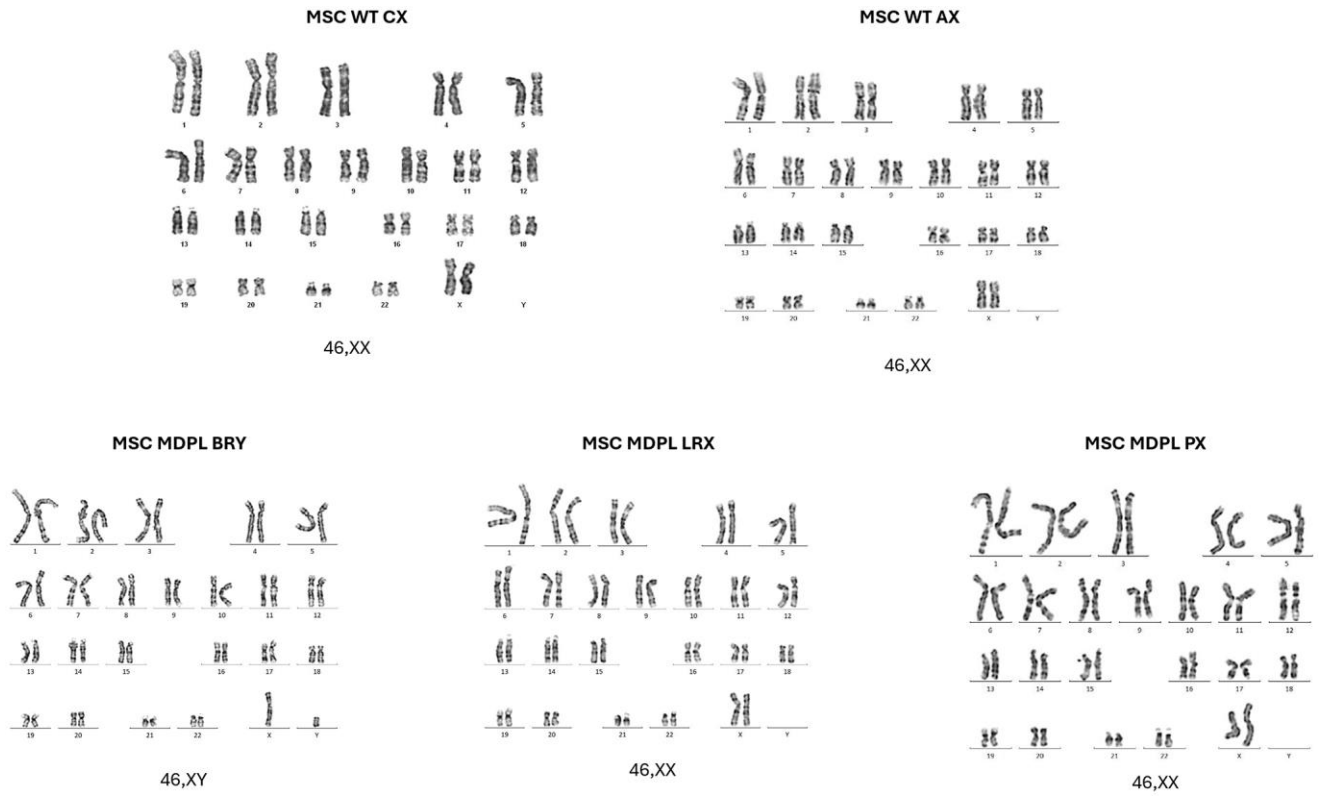 MSC WT CX
1 2 3 4 5
6 7 8 9 10 11 12
13 14 15 16 17 18
19 20 21 22 X Y
46,XX
MSC WT AX
1 2 3 4 5
6 7 8 9 10 11 12
13 14 15 16 17 18
19 20 21 22 X Y
46,XX
MSC MDPL BRY
1 2 3 4 5
6 7 8 9 10 11 12
13 14 15 16 17 18
19 20 21 22 X Y
46,XY
MSC MDPL LRX
1 2 3 4 5
6 7 8 9 10 11 12
13 14 15 16 17 18
19 20 21 22 X Y
46,XX
MSC MDPL PX
1 2 3 4 5
6 7 8 9 10 11 12
13 14 15 16 17 18
19 20 21 22 X Y
46,XX